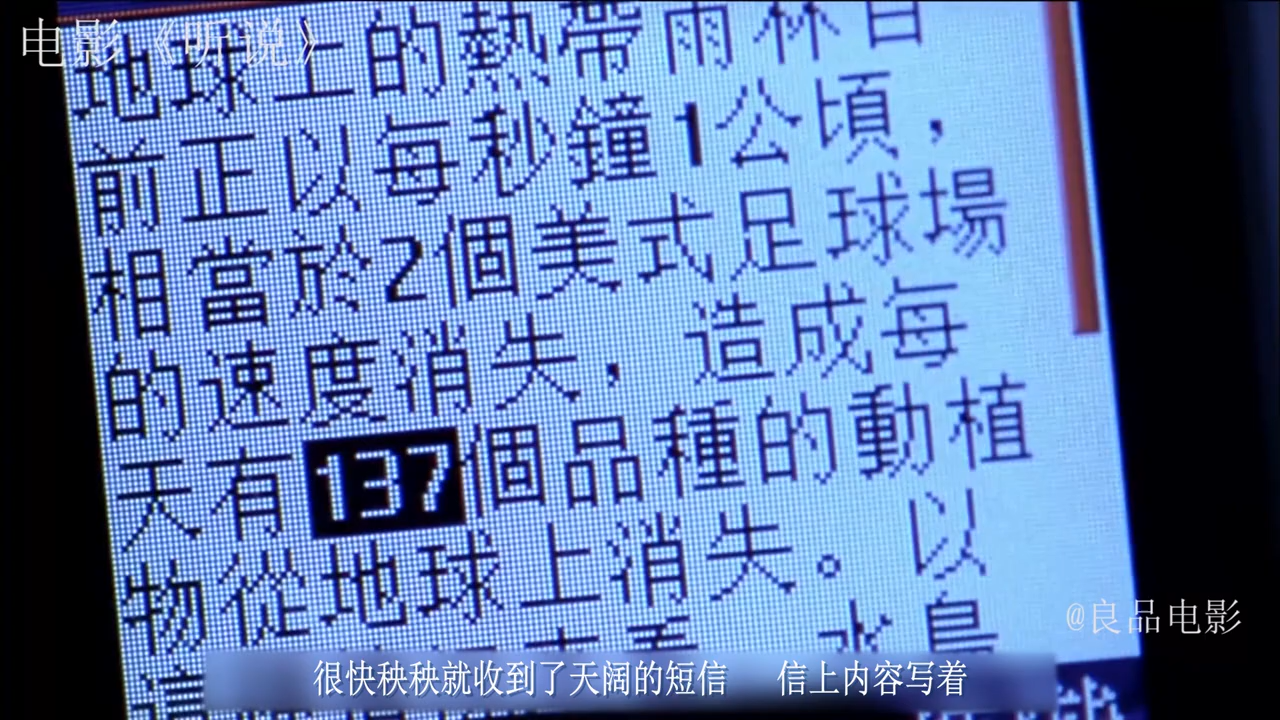 电影《听说》
地球上的熱帶雨林目
前正以每秒鐘1公頃，
相當於2個美式足球場
的速度消失，造成每
天有137個品種的動植
物從地球上消失。以
@良品电影
很快秧秧就收到了天阔的短信 信上内容写着